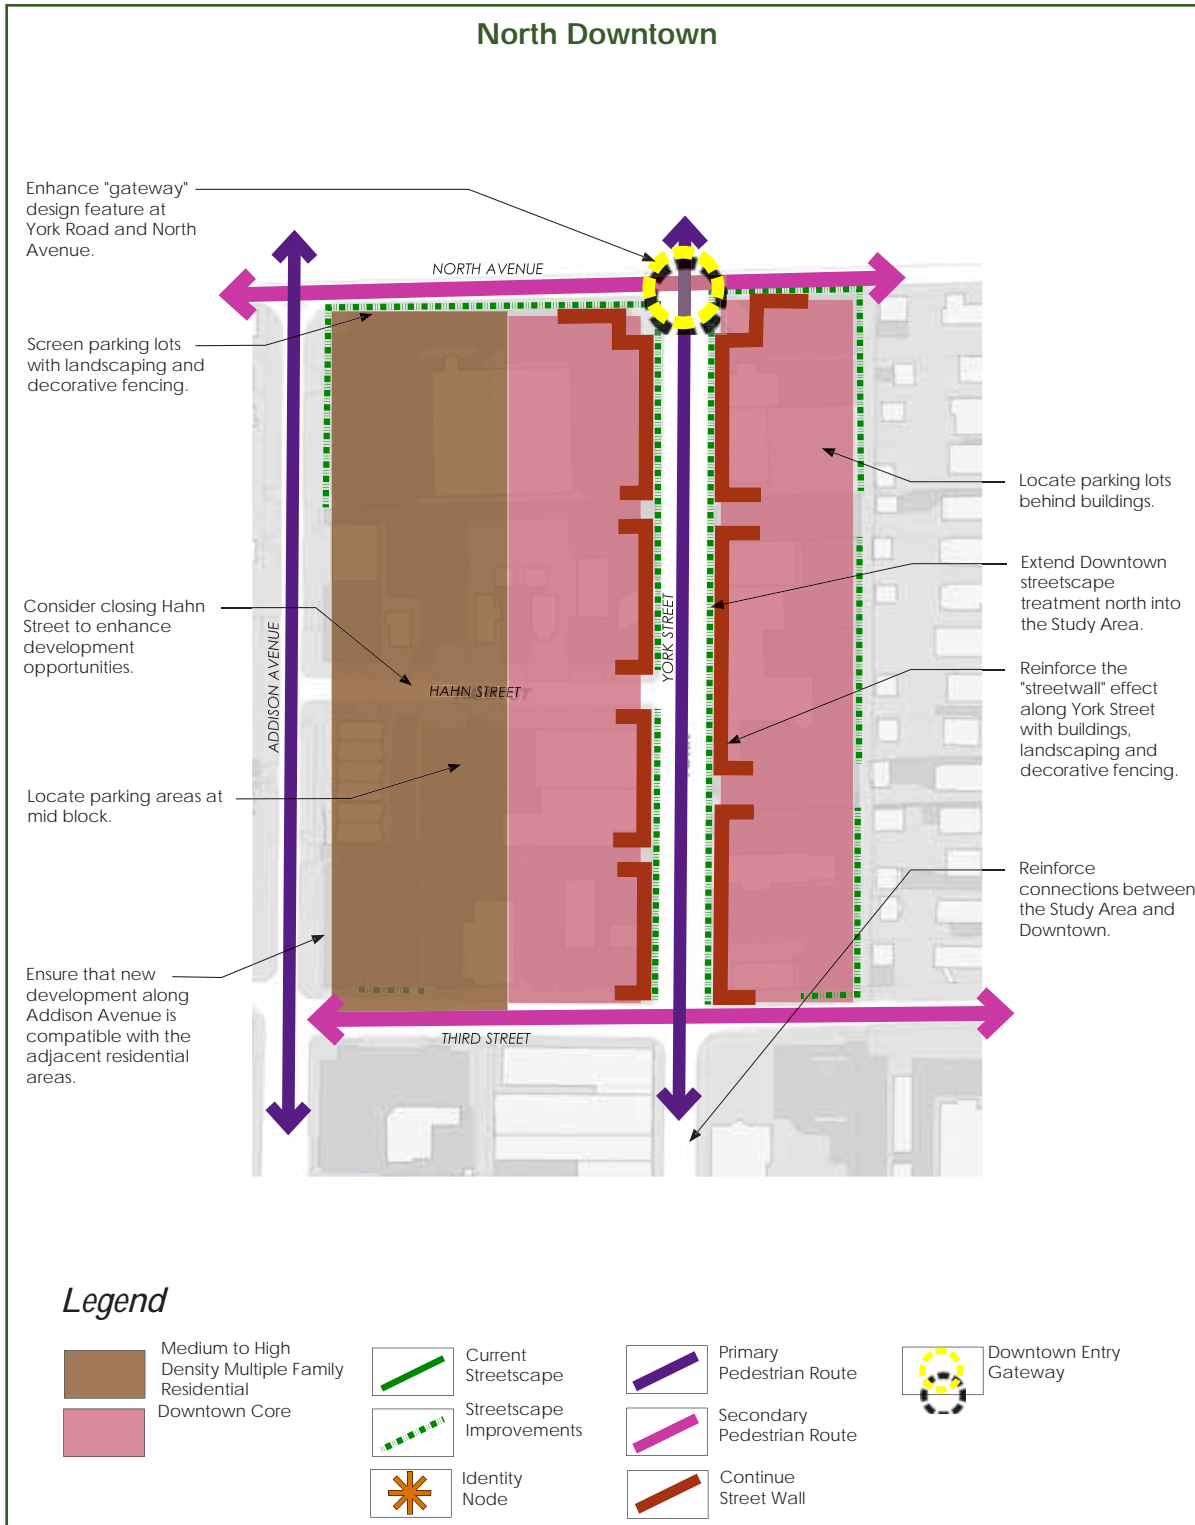 North Downtown
Enhance "gateway"
design feature at
York Road and North
Avenue.
NORTH AVENUE
Screen parking lots
with landscaping and
decorative fencing.
Locate parking lots
behind buildings.
Extend Downtown
streetscape
treatment north into
the Study Area.
Consider closing Hahn
Street to enhance
development
opportunities.
ADDISON AVENUE
HAHN STREET
YORK STREET
Reinforce the
"streetwall" effect
along York Street
with buildings,
landscaping and
decorative fencing.
Locate parking areas at
mid block.
Reinforce
connections between
the Study Area and
Downtown.
Ensure that new
development along
Addison Avenue is
compatible with the
adjacent residential
areas.
THIRD STREET
Legend
Medium to High
Density Multiple Family
Residential
Downtown Core
Current
Streetscape
Streetscape
Improvements
Identity
Node
Primary
Pedestrian Route
Secondary
Pedestrian Route
Continue
Street Wall
Downtown Entry
Gateway